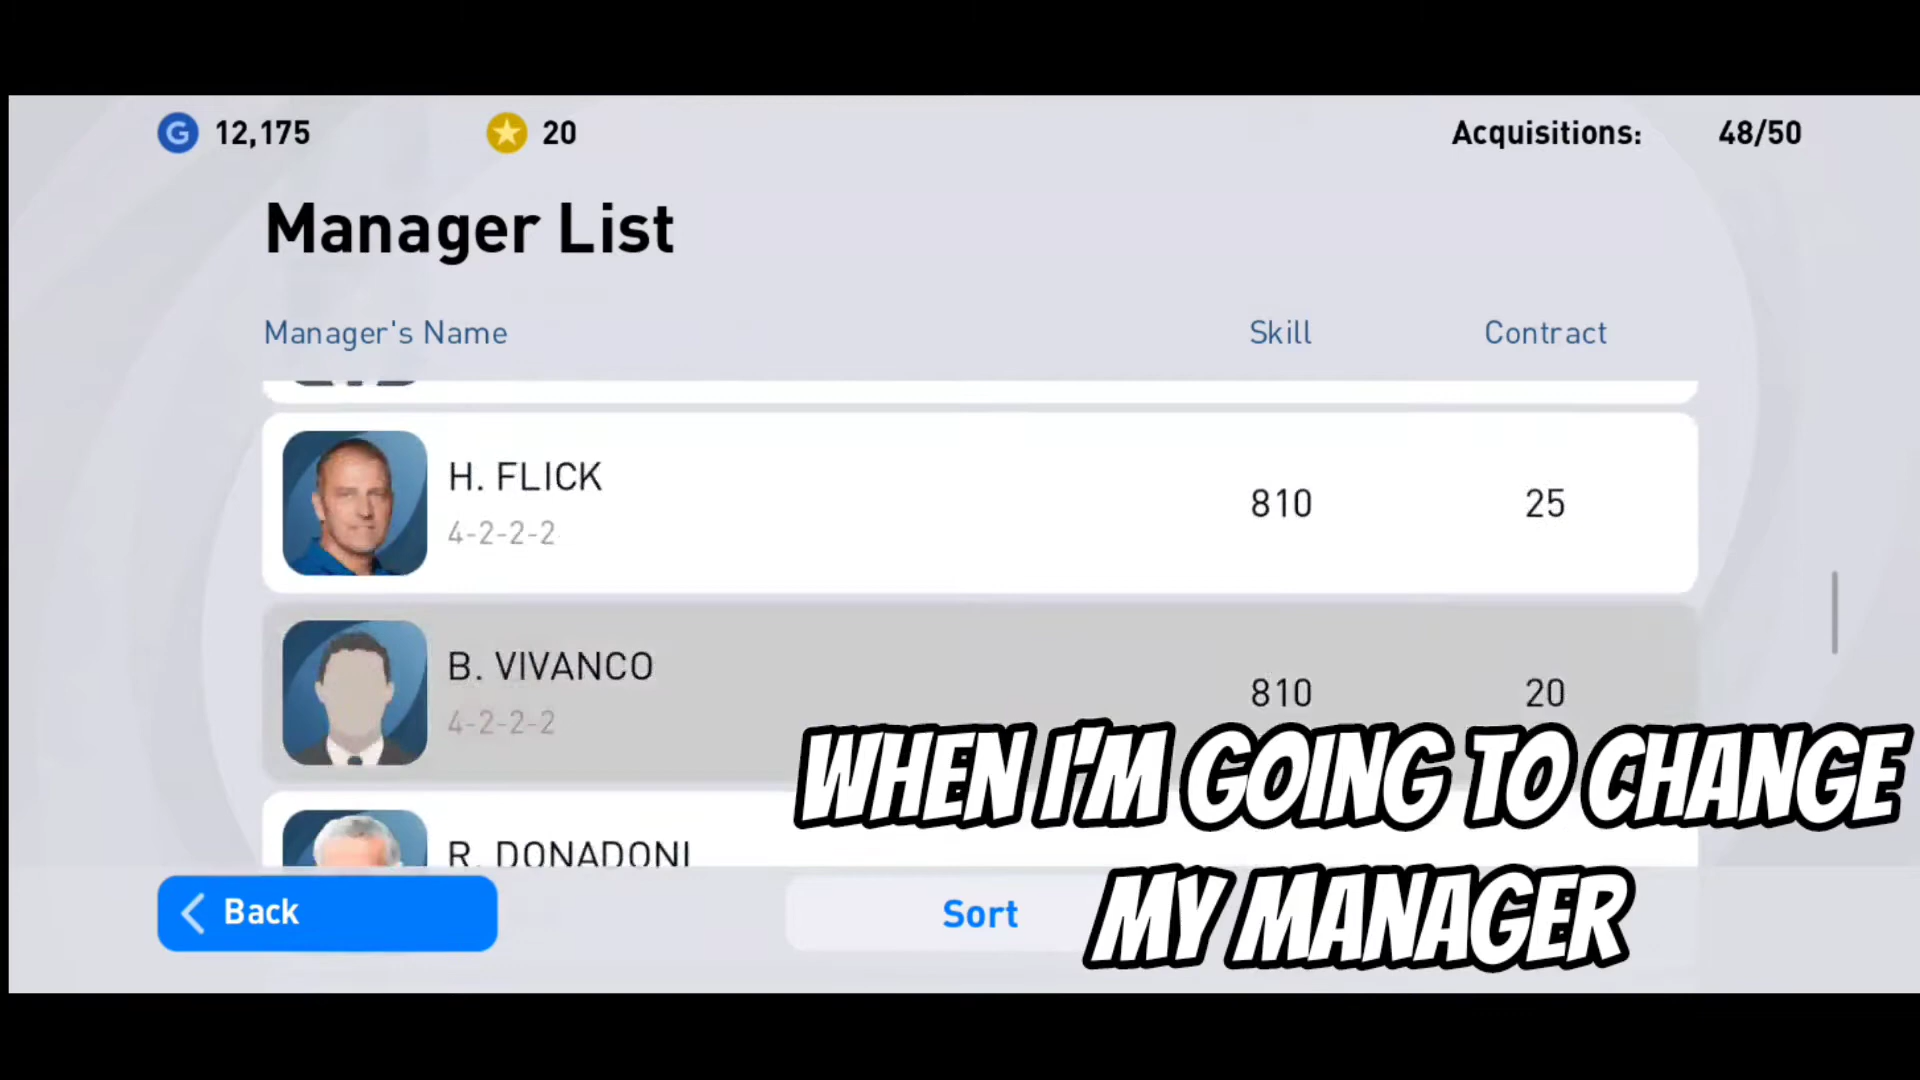 G 12,175 20 Acquisitions: 48/50
Manager List
Manager's Name Skill Contract
H. FLICK
4-2-2-2
810 25
B. VIVANCO
4-2-2-2
810 20
R. DONADONI
WHEN I'M GOING TO CHANGE
MY MANAGER
Back Sort